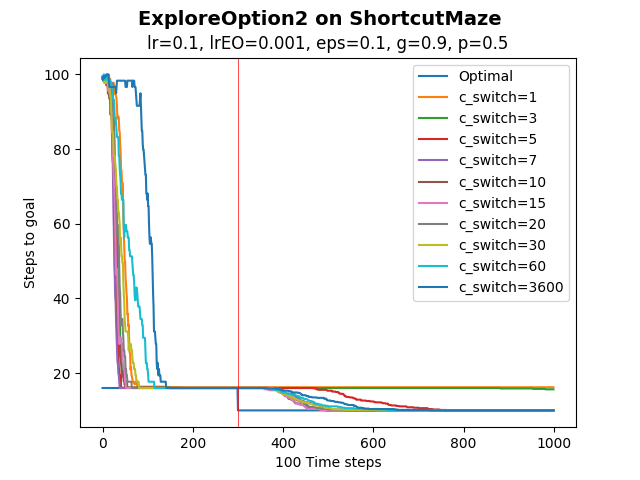 ExploreOption2 on ShortcutMaze
lr=0.1, lrEO=0.001, eps=0.1, g=0.9, p=0.5
100
80
60
40
20
Steps to goal
Optimal
c_switch=1
c_switch=3
c_switch=5
c_switch=7
c_switch=10
c_switch=15
c_switch=20
c_switch=30
c_switch=60
c_switch=3600
0
200
400
600
800
1000
100 Time steps